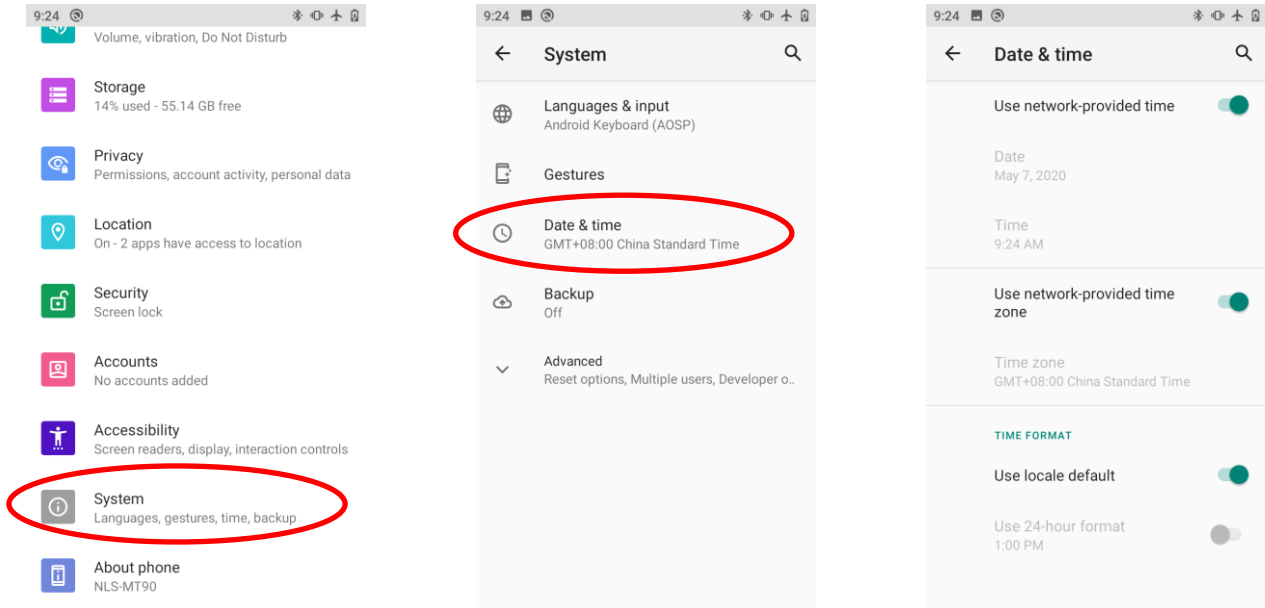 9:24
Volume, vibration, Do Not Disturb
Storage
14% used - 55.14 GB free
Privacy
Permissions, account activity, personal data
Location
On - 2 apps have access to location
Security
Screen lock
Accounts
No accounts added
Accessibility
Screen readers, display, interaction controls
System
Languages, gestures, time, backup
About phone
NLS-MT90
9:24
System
Languages & input
Android Keyboard (AOSP)
Gestures
Date & time
GMT+08:00 China Standard Time
Backup
Off
Advanced
Reset options, Multiple users, Developer o..
9:24
Date & time
Use network-provided time
Date
May 7, 2020
Time
9:24 AM
Use network-provided time
zone
Time zone
GMT+08:00 China Standard Time
TIME FORMAT
Use locale default
Use 24-hour format
1:00 PM